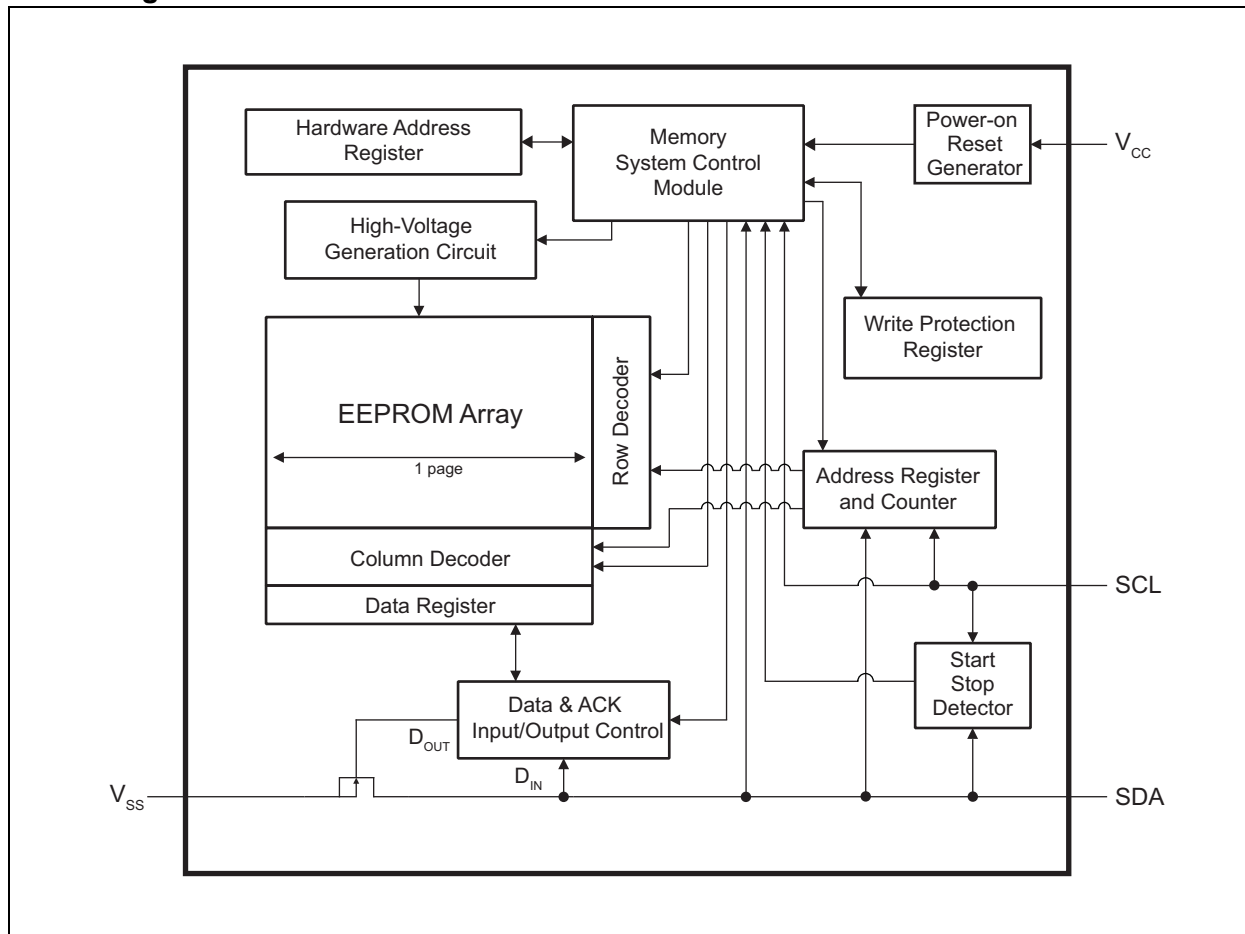 Hardware Address
Register
Memory
System Control
Module
Power-on
Reset
Generator
VCC
High-Voltage
Generation Circuit
Write Protection
Register
EEPROM Array
1 page
Row Decoder
Address Register
and Counter
Column Decoder
Data Register
SCL
Start
Stop
Detector
Data & ACK
Input/Output Control
DOUT
DIN
VSS
SDA